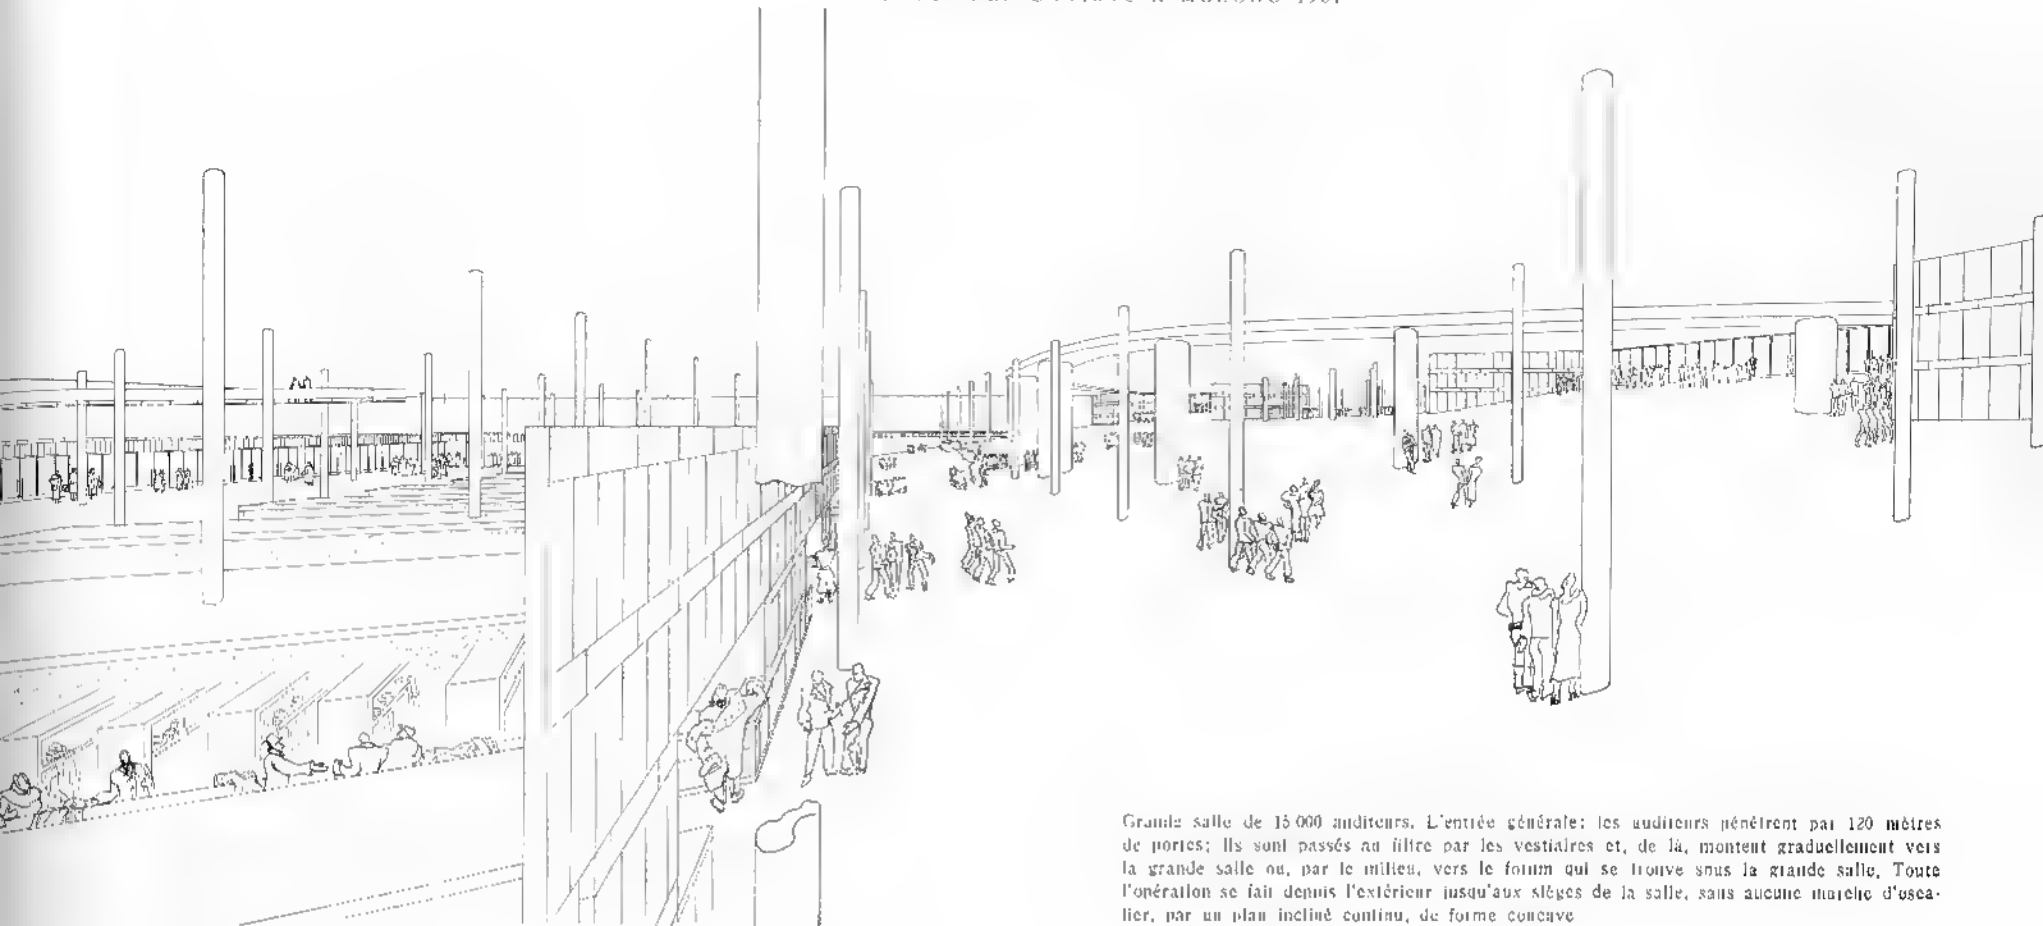 1931
Grande salle de 15 000 auditeurs. L'entrée générale: les auditeurs pénètrent par 120 mètres
de portes; Ils sont passés au filtre par les vestiaires et, de là, montent graduellement vers
la grande salle ou, par le milieu, vers le forum qui se trouve sous la grande salle. Toute
l'opération se fait depuis l'extérieur jusqu'aux sièges de la salle, sans aucune marche d'esca-
lier, par un plan incliné continu, de forme concave